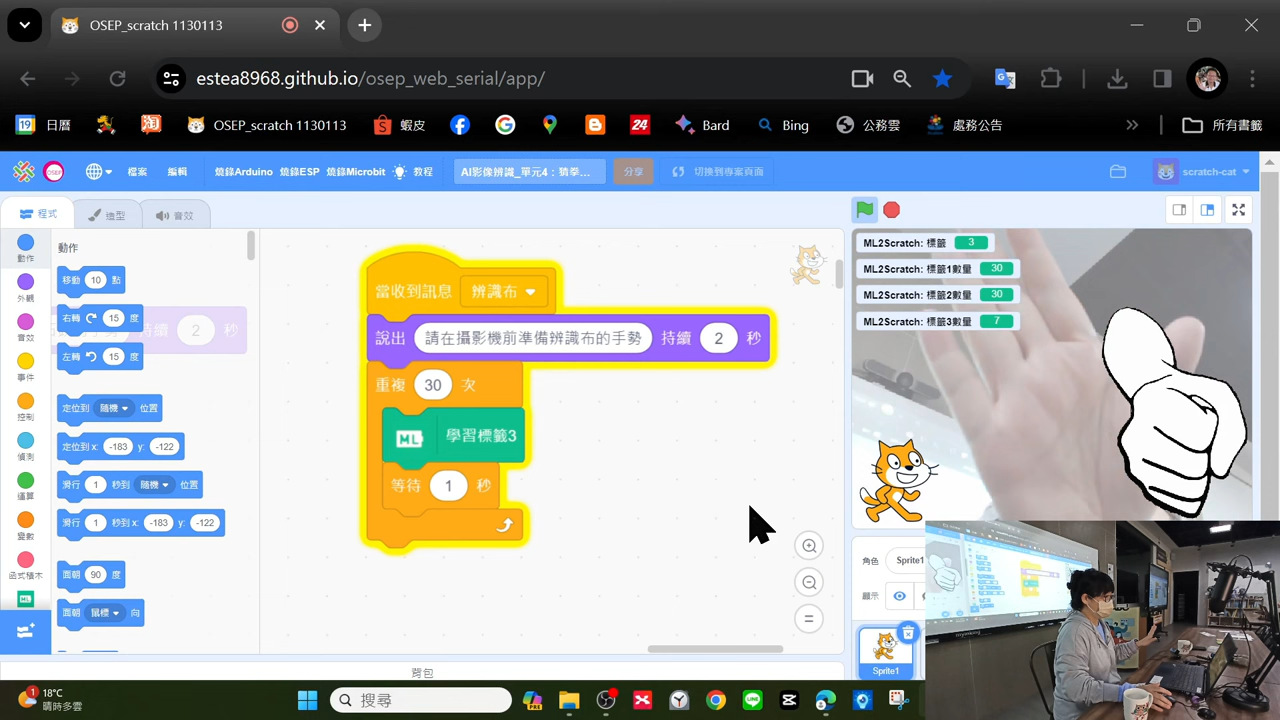 OSEP_scratch 1130113
estea8968.github.io/osep_web_serial/app/
19 日曆 淘 OSEP_scratch 1130113 蝦皮 24 Bard Bing 公務雲 處務公告 所有書籤
檔案 編輯 燒錄Arduino 燒錄ESP 燒錄Microbit 教程 AI影像辨識_單元4：猜拳... 分享 切換到專案頁面 scratch-cat
程式 造型 音效
動作
外觀
音效
事件
控制
偵測
運算
變數
函式積木
ML
動作
移動 10 點
右轉 15 度
持續 2 秒
左轉 15 度
定位到 隨機 位置
定位到 x: -183 y: -122
滑行 1 秒到 隨機 位置
滑行 1 秒到 x: -183 y: -122
面朝 90 度
面朝 鼠標 向
當收到訊息 辨識布
說出 請在攝影機前準備辨識布的手勢 持續 2 秒
重複 30 次
ML 學習標籤3
等待 1 秒
背包
ML2Scratch: 標籤 3
ML2Scratch: 標籤1數量 30
ML2Scratch: 標籤2數量 30
ML2Scratch: 標籤3數量 7
角色 Sprite1
顯示
Sprite1
1 18°C
晴時多雲
搜尋
PRE
LINE